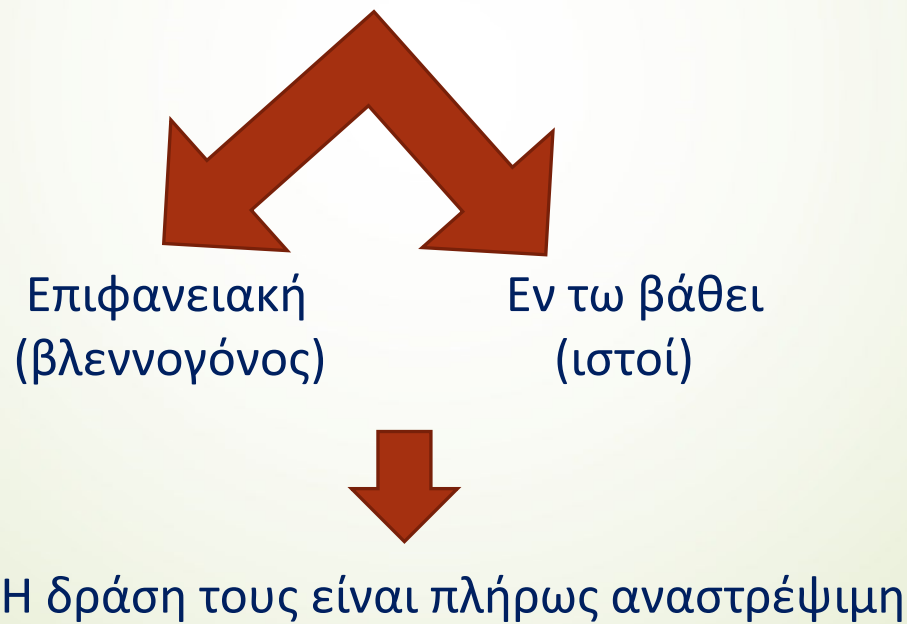 Επιφανειακή
(βλεννογόνος)
Εν τω βάθει
(ιστοί)
Η δράση τους είναι πλήρως αναστρέψιμη